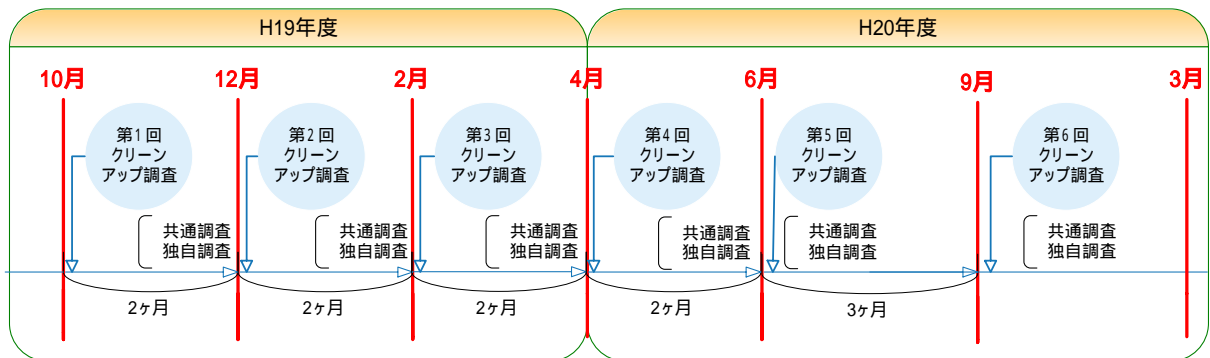 H19年度
H20年度
10月
12月
2月
4月
6月
9月
3月
第1回
クリーン
アップ調査
第2回
クリーン
アップ調査
第3回
クリーン
アップ調査
第4回
クリーン
アップ調査
第5回
クリーン
アップ調査
第6回
クリーン
アップ調査
共通調査
独自調査
共通調査
独自調査
共通調査
独自調査
共通調査
独自調査
共通調査
独自調査
共通調査
独自調査
2ヶ月
2ヶ月
2ヶ月
2ヶ月
3ヶ月